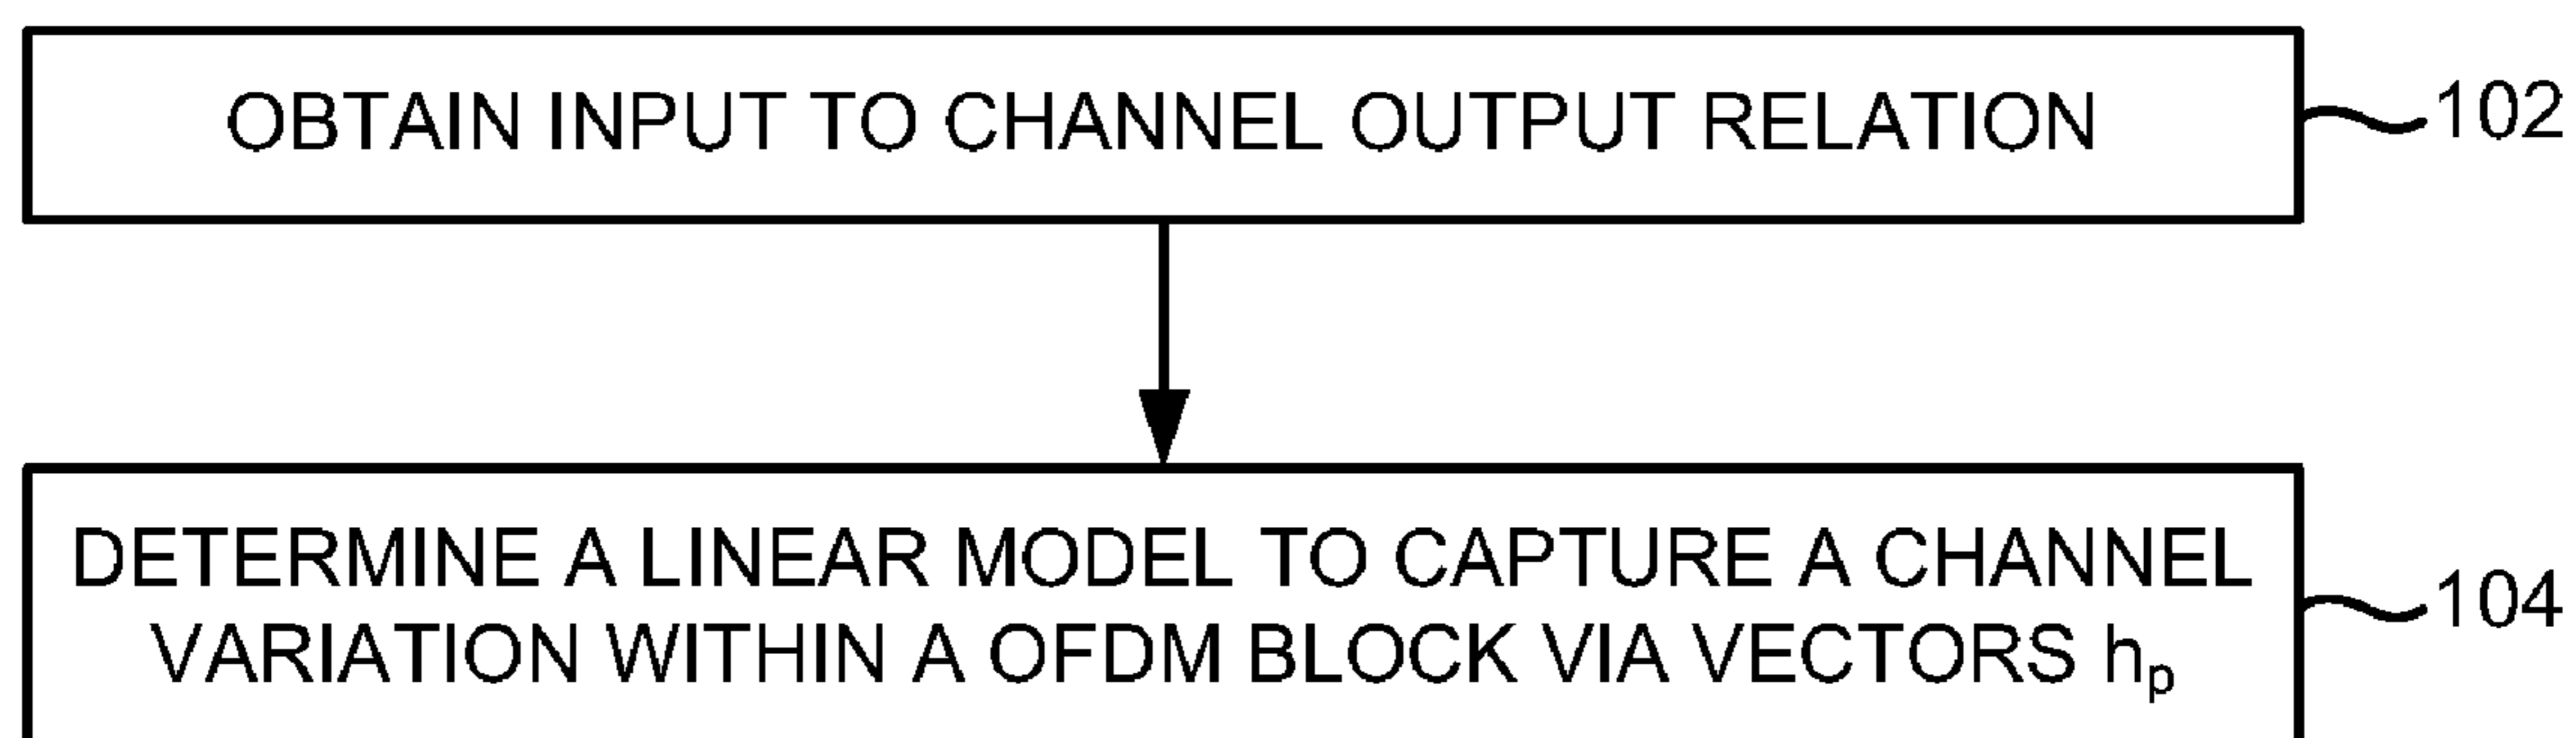 OBTAIN INPUT TO CHANNEL OUTPUT RELATION
102
DETERMINE A LINEAR MODEL TO CAPTURE A CHANNEL
VARIATION WITHIN A OFDM BLOCK VIA VECTORS hₚ
104